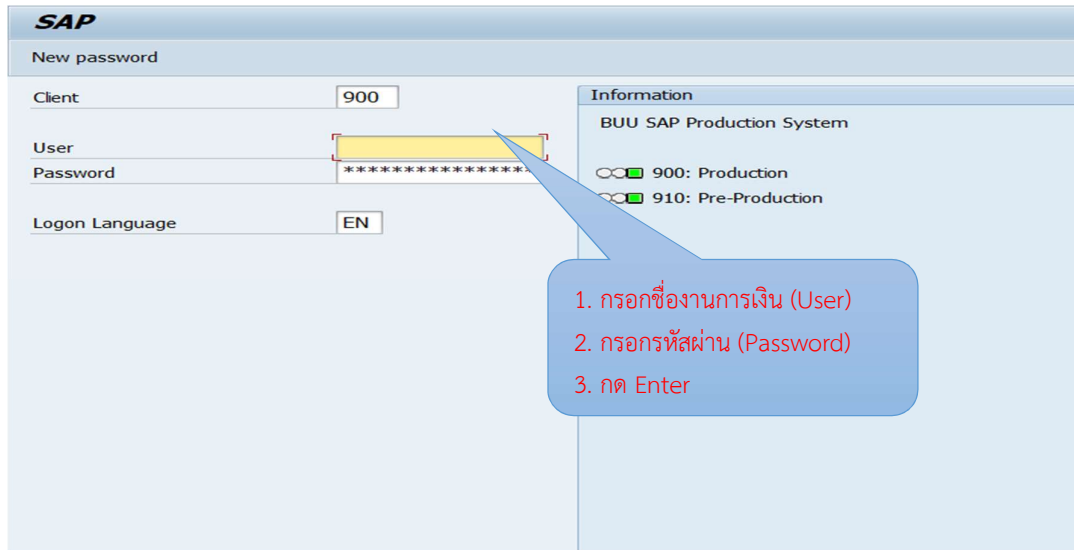 SAP
New password
Client 900
User
Password ****************
Logon Language EN
Information
BUU SAP Production System
900: Production
910: Pre-Production
1. กรอกชื่องานการเงิน (User)
2. กรอกรหัสผ่าน (Password)
3. กด Enter